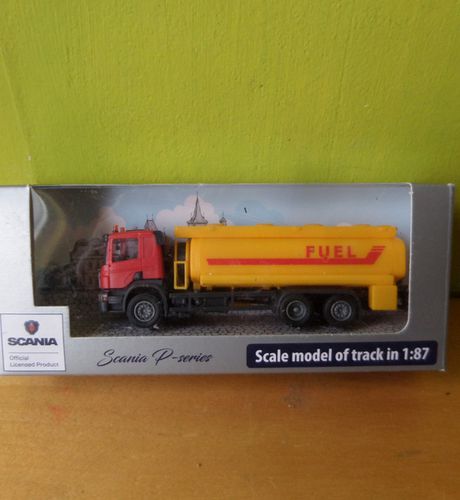 FUEL
SCANIA
Official
Licensed Product
Scania P-series
Scale model of track in 1:87